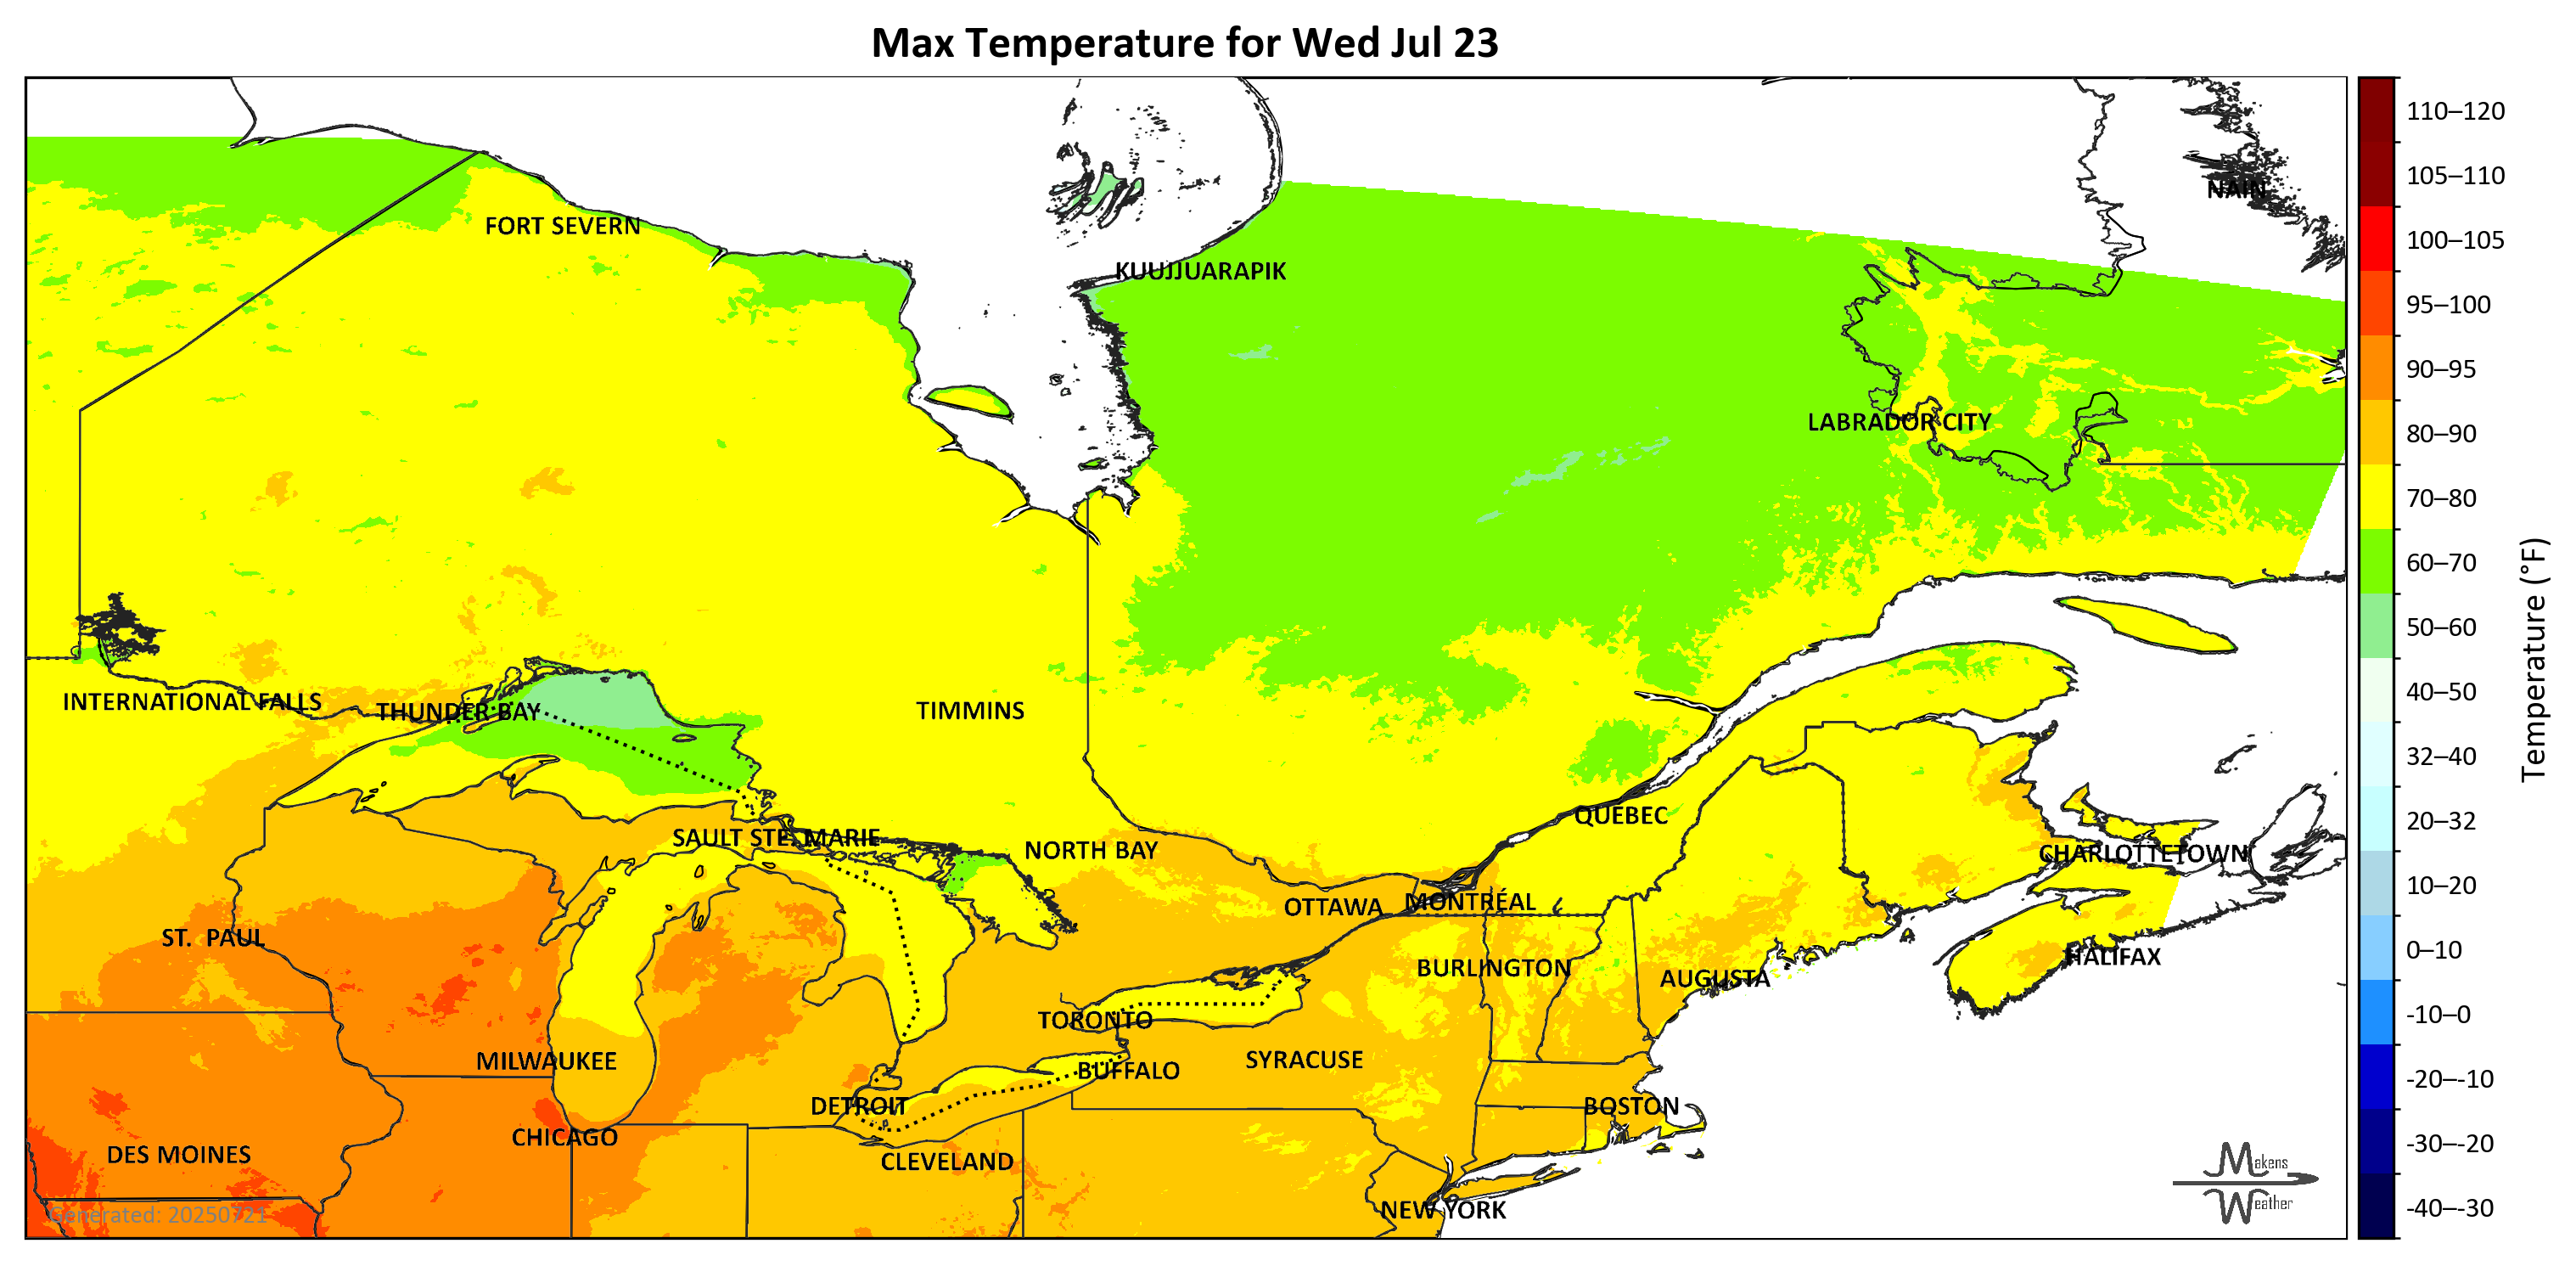 Max Temperature for Wed Jul 23
110–120
105–110
NAIN
FORT SEVERN
100–105
KUUJJUARAPIK
95–100
90–95
LABRADOR CITY
80–90
70–80
60–70
50–60
Temperature (°F)
INTERNATIONAL FALLS
THUNDER BAY
TIMMINS
40–50
32–40
QUEBEC
20–32
SAULT STE. MARIE
NORTH BAY
CHARLOTTETOWN
10–20
OTTAWA
MONTRÉAL
ST. PAUL
0–10
HALIFAX
BURLINGTON
AUGUSTA
-10–0
TORONTO
MILWAUKEE
SYRACUSE
BUFFALO
-20–-10
DETROIT
BOSTON
CHICAGO
-30–-20
DES MOINES
CLEVELAND
Makens
Weather
NEW YORK
-40–-30
Generated: 20250721